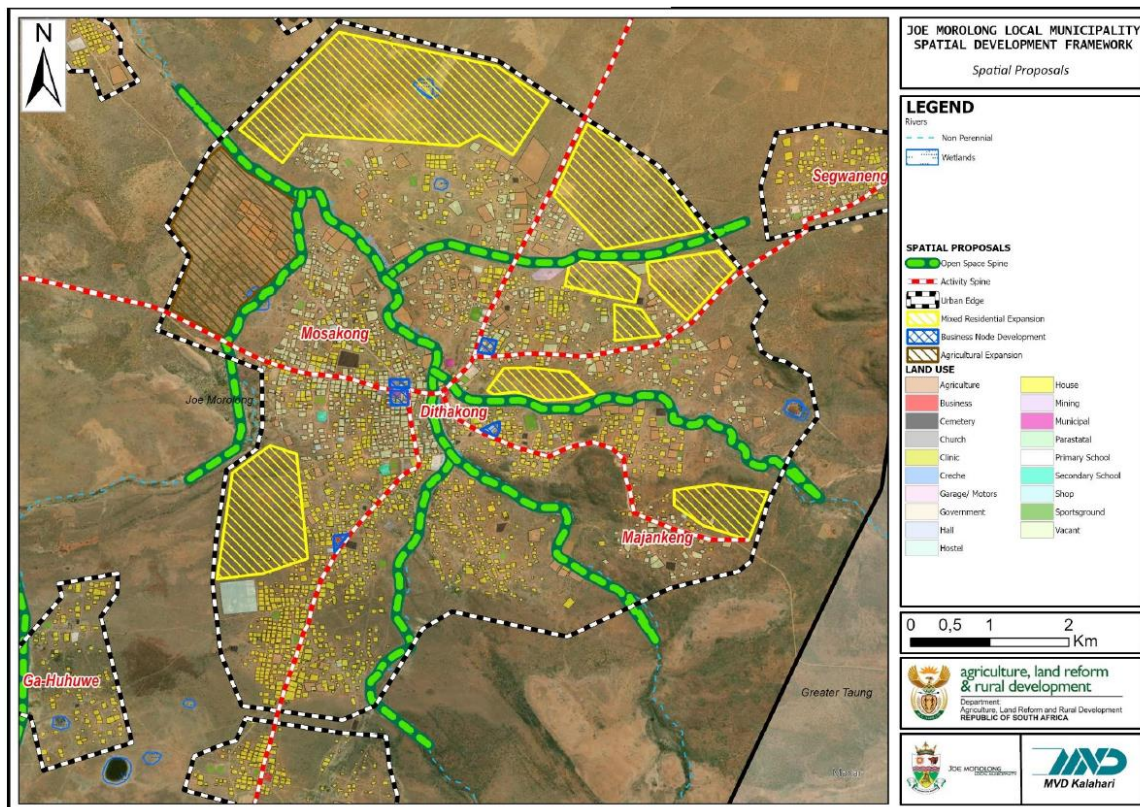 JOE MOROLONG LOCAL MUNICIPALITY
SPATIAL DEVELOPMENT FRAMEWORK
Spatial Proposals
N
Segwaneng
Mosakong
Joe Morolong
Dithakong
Majankeng
Ga-Huhuwe
Greater Taung
LEGEND
Rivers
Non Perennial
Wetlands
SPATIAL PROPOSALS
Open Space Spine
Activity Spine
Urban Edge
Mixed Residential Expansion
Business Node Development
Agricultural Expansion
LAND USE
Agriculture
Business
Cemetery
Church
Clinic
Creche
Garage/ Motors
Government
Hall
Hostel
House
Mining
Municipal
Parastatal
Primary School
Secondary School
Shop
Sportsground
Vacant
0 0,5 1 2
Km
agriculture, land reform
& rural development
Department:
Agriculture, Land Reform and Rural Development
REPUBLIC OF SOUTH AFRICA
JOE MOROLONG
LOCAL MUNICIPALITY
MVD
MVD Kalahari